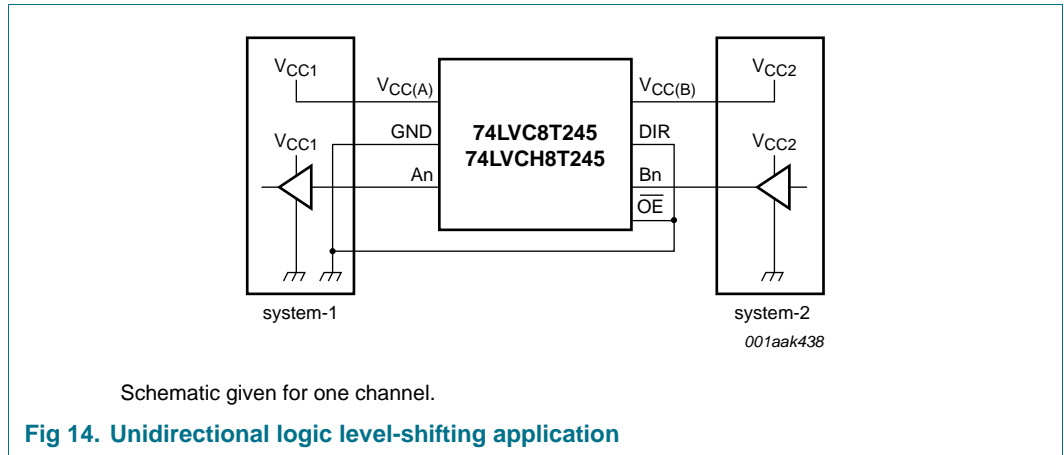 VCC1
VCC(A)
VCC(B)
VCC2
GND
74LVC8T245
DIR
VCC1
74LVCH8T245
VCC2
An
Bn
OE
system-1
system-2
001aak438
Schematic given for one channel.
Fig 14. Unidirectional logic level-shifting application